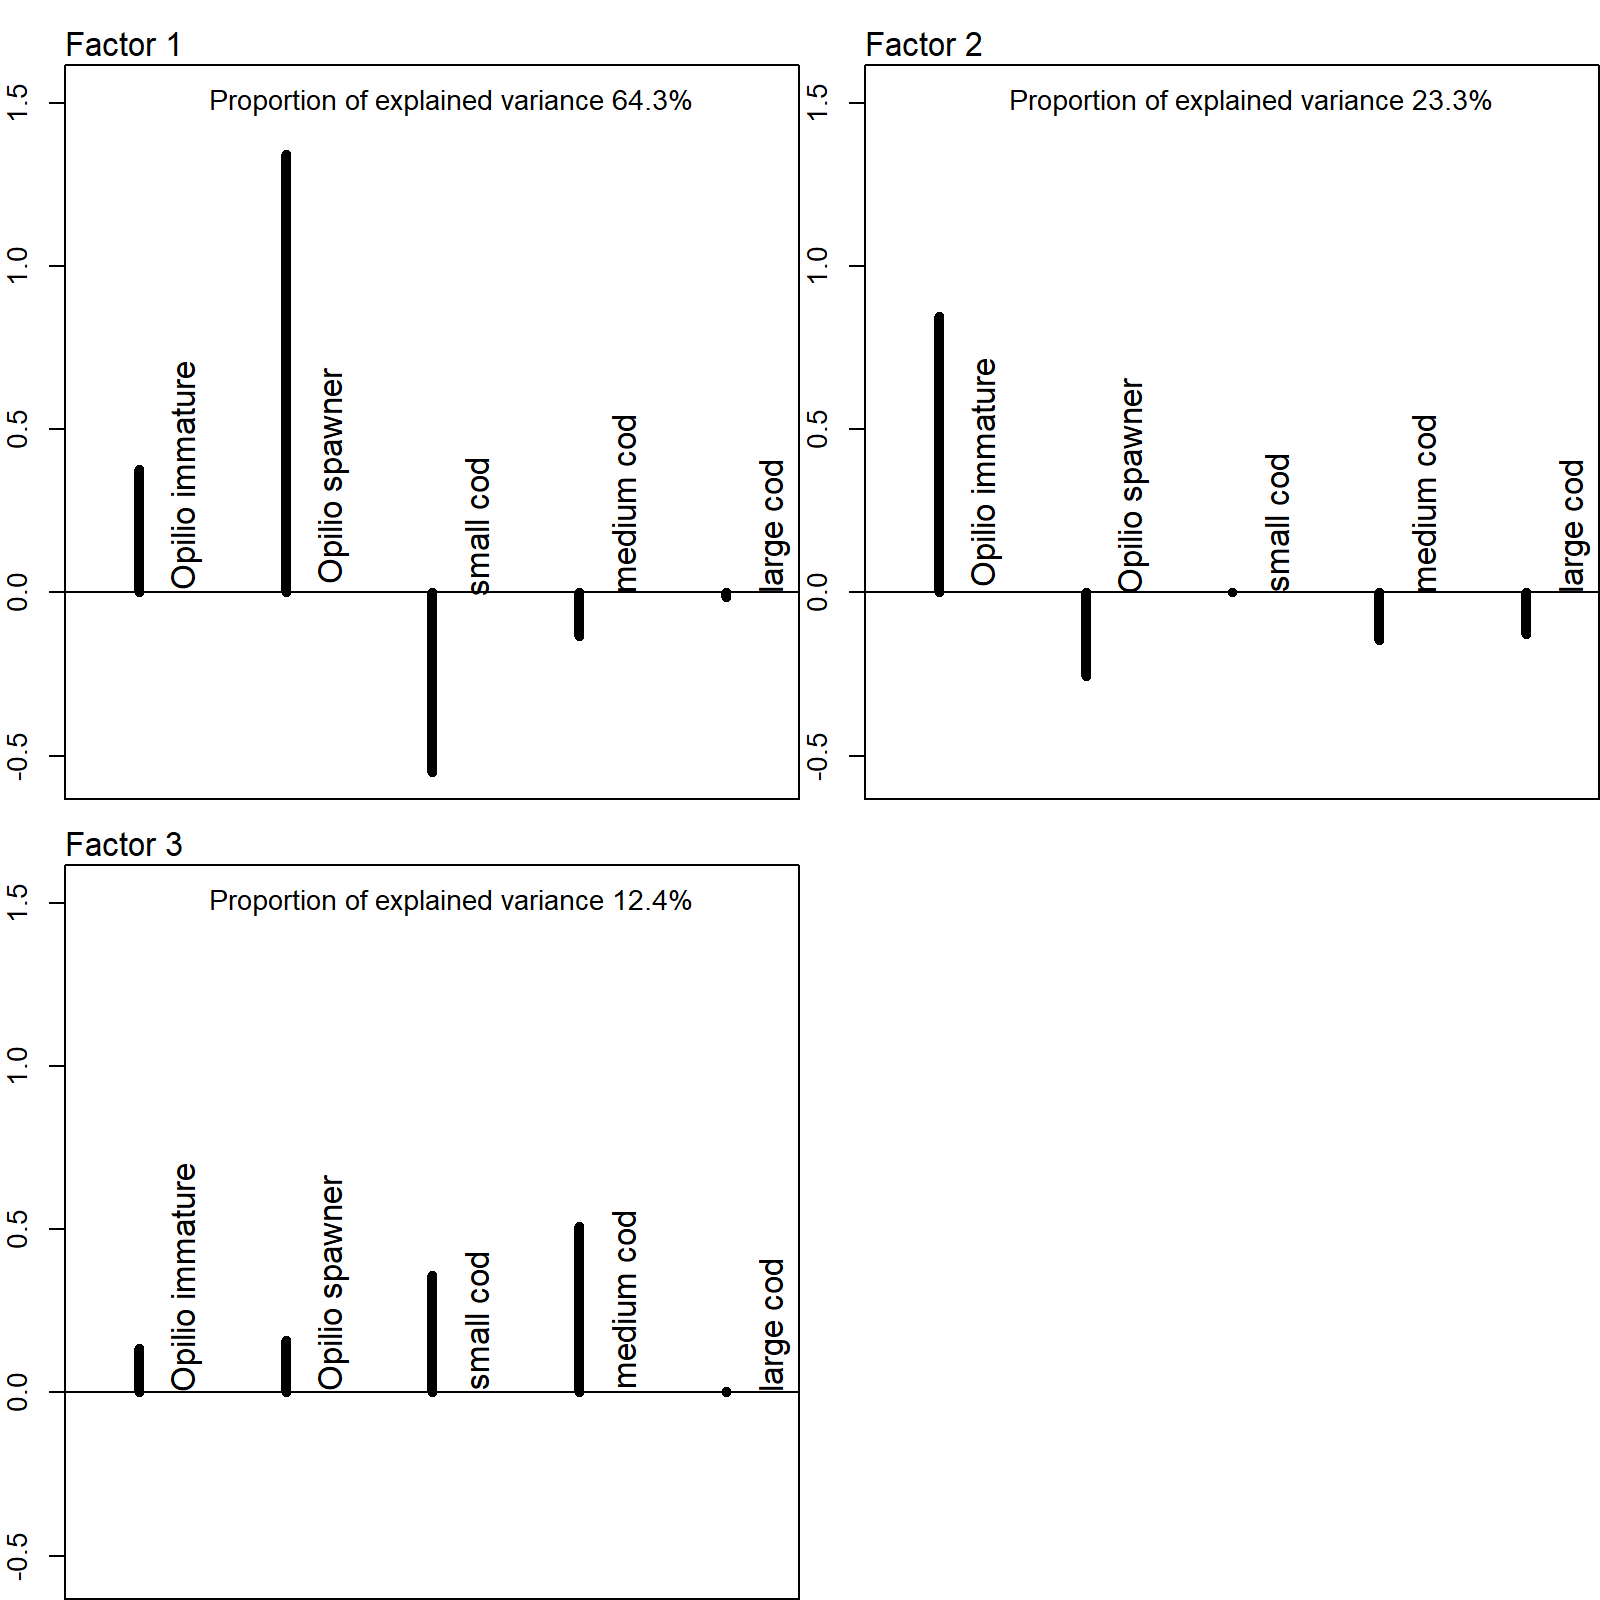 Factor 1
Proportion of explained variance 64.3%
1.5
1.0
0.5
0.0
-0.5
Opilio immature
Opilio spawner
small cod
medium cod
large cod
Factor 2
Proportion of explained variance 23.3%
1.5
1.0
0.5
0.0
-0.5
Opilio immature
Opilio spawner
small cod
medium cod
large cod
Factor 3
Proportion of explained variance 12.4%
1.5
1.0
0.5
0.0
-0.5
Opilio immature
Opilio spawner
small cod
medium cod
large cod